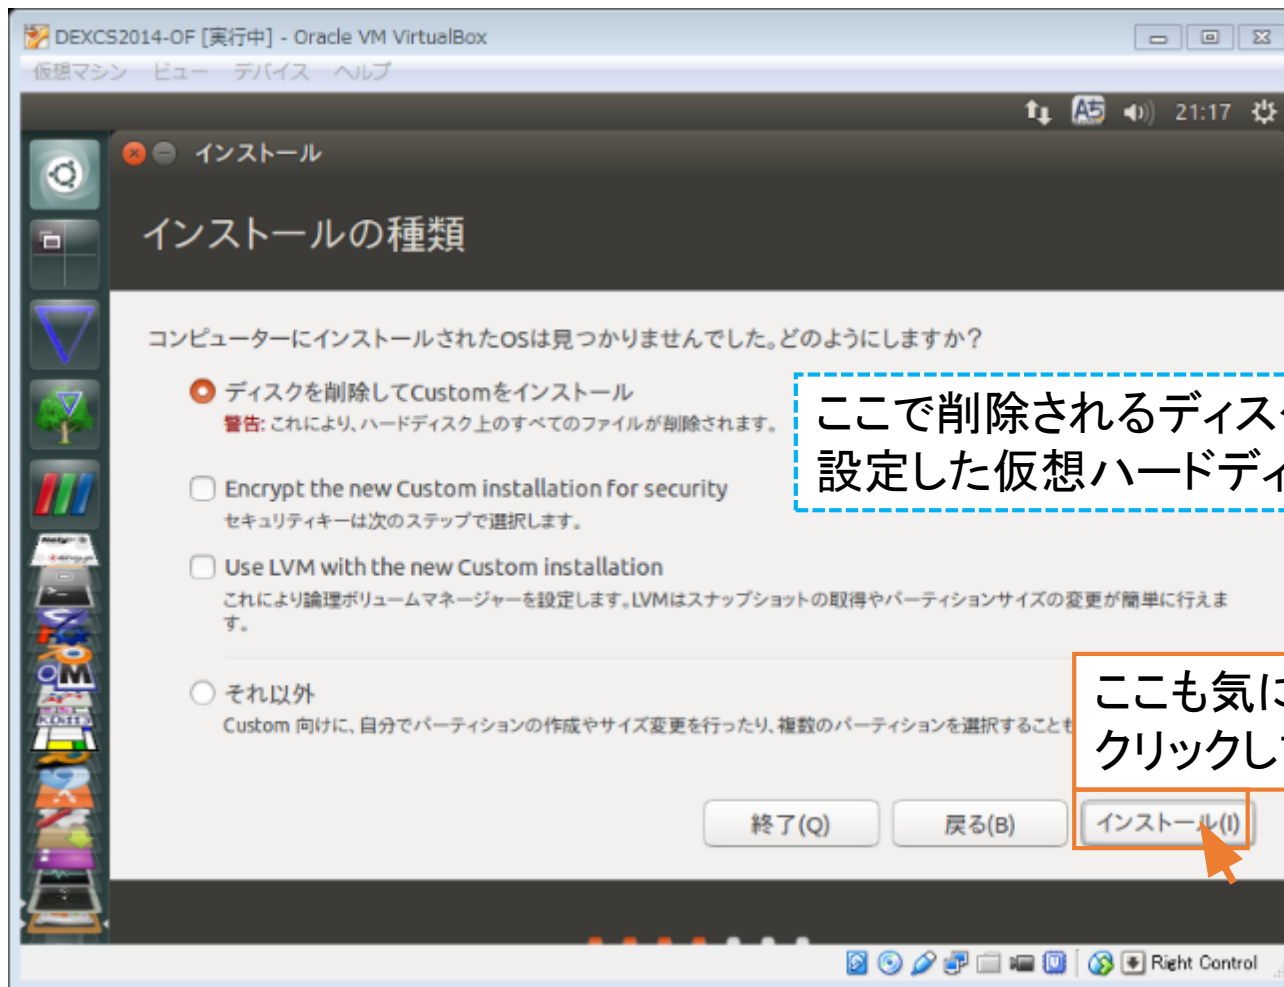 DEXCS2014-OF [実行中] - Oracle VM VirtualBox
仮想マシン ビュー デバイス ヘルプ
21:17
インストール
インストールの種類
コンピューターにインストールされたOSは見つかりませんでした。どのようにしますか？
ディスクを削除してCustomをインストール
警告: これにより、ハードディスク上のすべてのファイルが削除されます。
ここで削除されるディス
設定した仮想ハードディ
Encrypt the new Custom installation for security
セキュリティキーは次のステップで選択します。
Use LVM with the new Custom installation
これにより論理ボリュームマネージャーを設定します。LVMはスナップショットの取得やパーティションサイズの変更が簡単に行えま
す。
それ以外
Custom 向けに、自分でパーティションの作成やサイズ変更を行ったり、複数のパーティションを選択することも
ここも気に
クリックし
終了(Q) 戻る(B) インストール(I)
Right Control